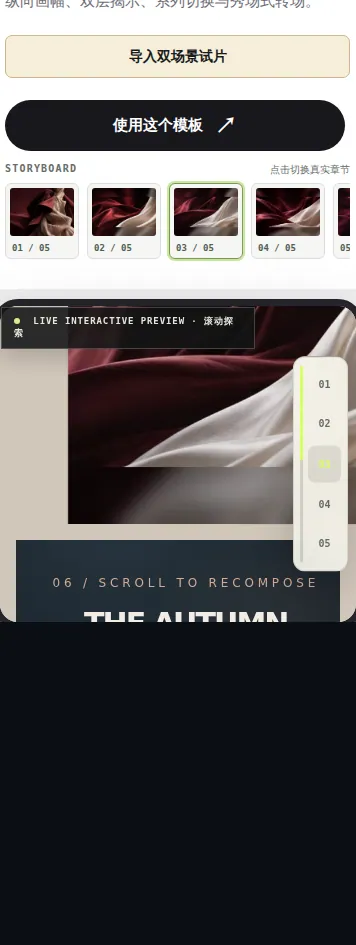 纵向画幅、双层揭示、系列切换与秀场式转场。
导入双场景试片
使用这个模板 ↗
STORYBOARD
点击切换真实章节
01 / 05
02 / 05
03 / 05
04 / 05
05
LIVE INTERACTIVE PREVIEW · 滚动探
索
01
02
03
04
05
06 / SCROLL TO RECOMPOSE
THE AUTUMN